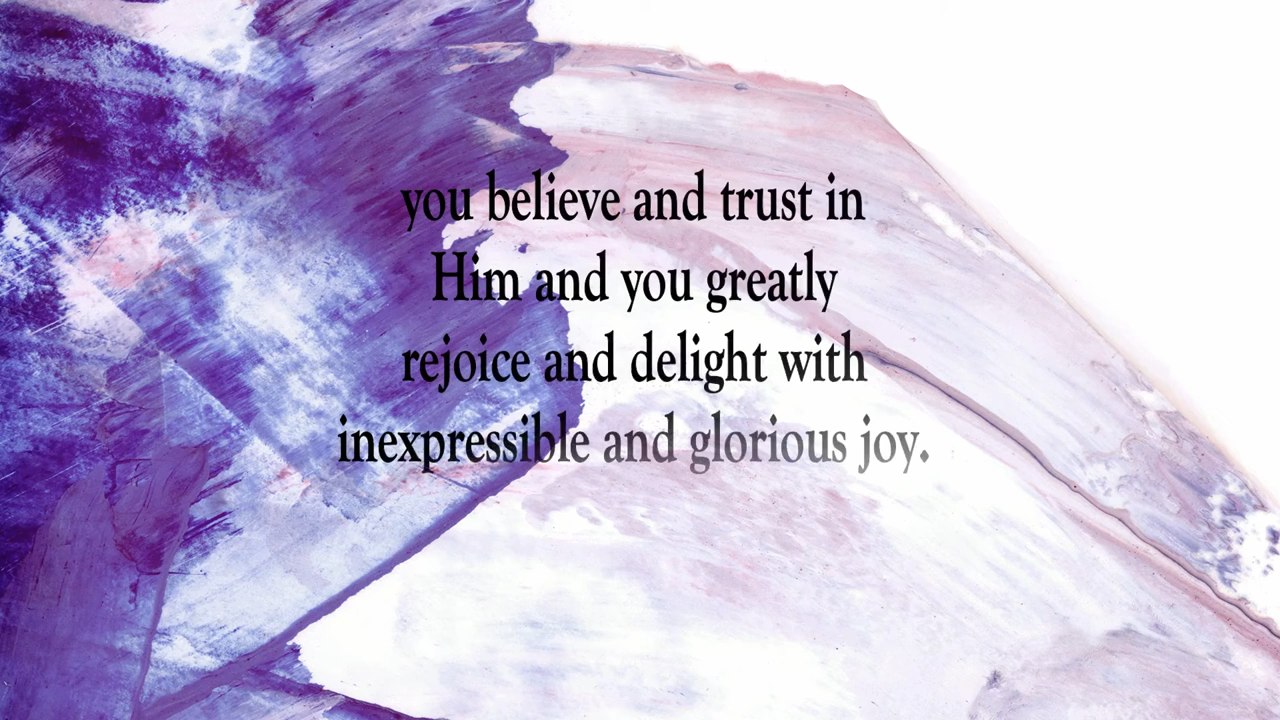 you believe and trust in
Him and you greatly
rejoice and delight with
inexpressible and glorious joy.